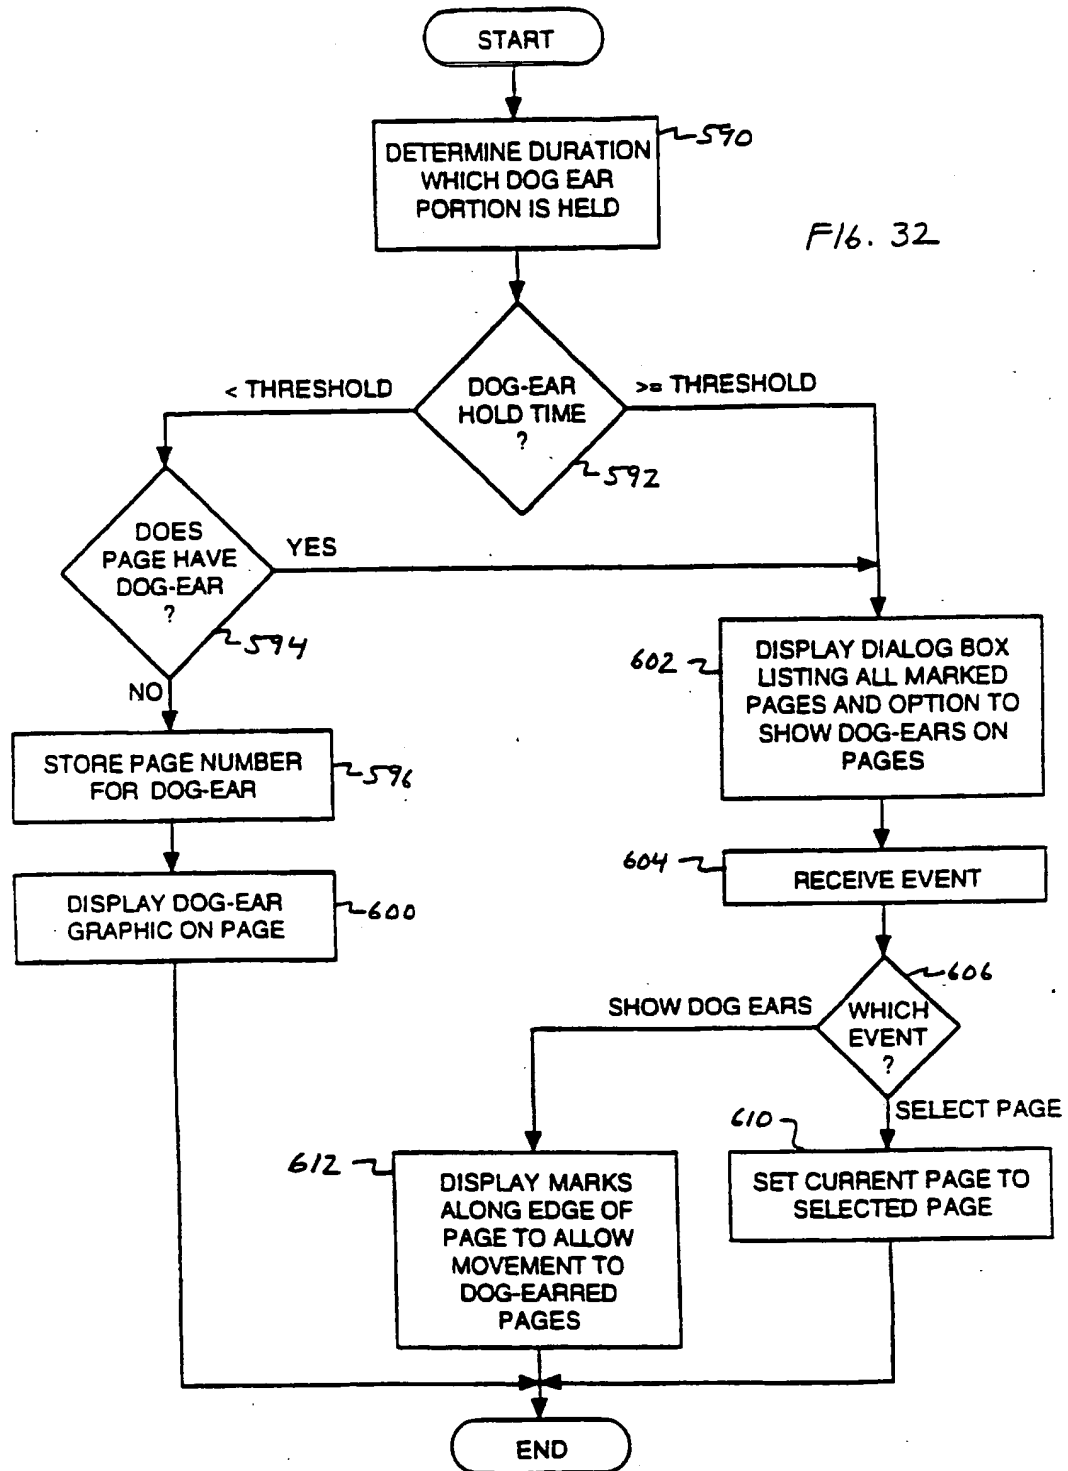 START
DETERMINE DURATION
WHICH DOG EAR
PORTION IS HELD
590
FIG. 32
< THRESHOLD
DOG-EAR
HOLD TIME
?
>= THRESHOLD
592
DOES
PAGE HAVE
DOG-EAR
?
YES
594
NO
STORE PAGE NUMBER
FOR DOG-EAR
596
DISPLAY DOG-EAR
GRAPHIC ON PAGE
600
602
DISPLAY DIALOG BOX
LISTING ALL MARKED
PAGES AND OPTION TO
SHOW DOG-EARS ON
PAGES
604
RECEIVE EVENT
606
SHOW DOG EARS
WHICH
EVENT
?
SELECT PAGE
610
SET CURRENT PAGE TO
SELECTED PAGE
612
DISPLAY MARKS
ALONG EDGE OF
PAGE TO ALLOW
MOVEMENT TO
DOG-EARRED
PAGES
END